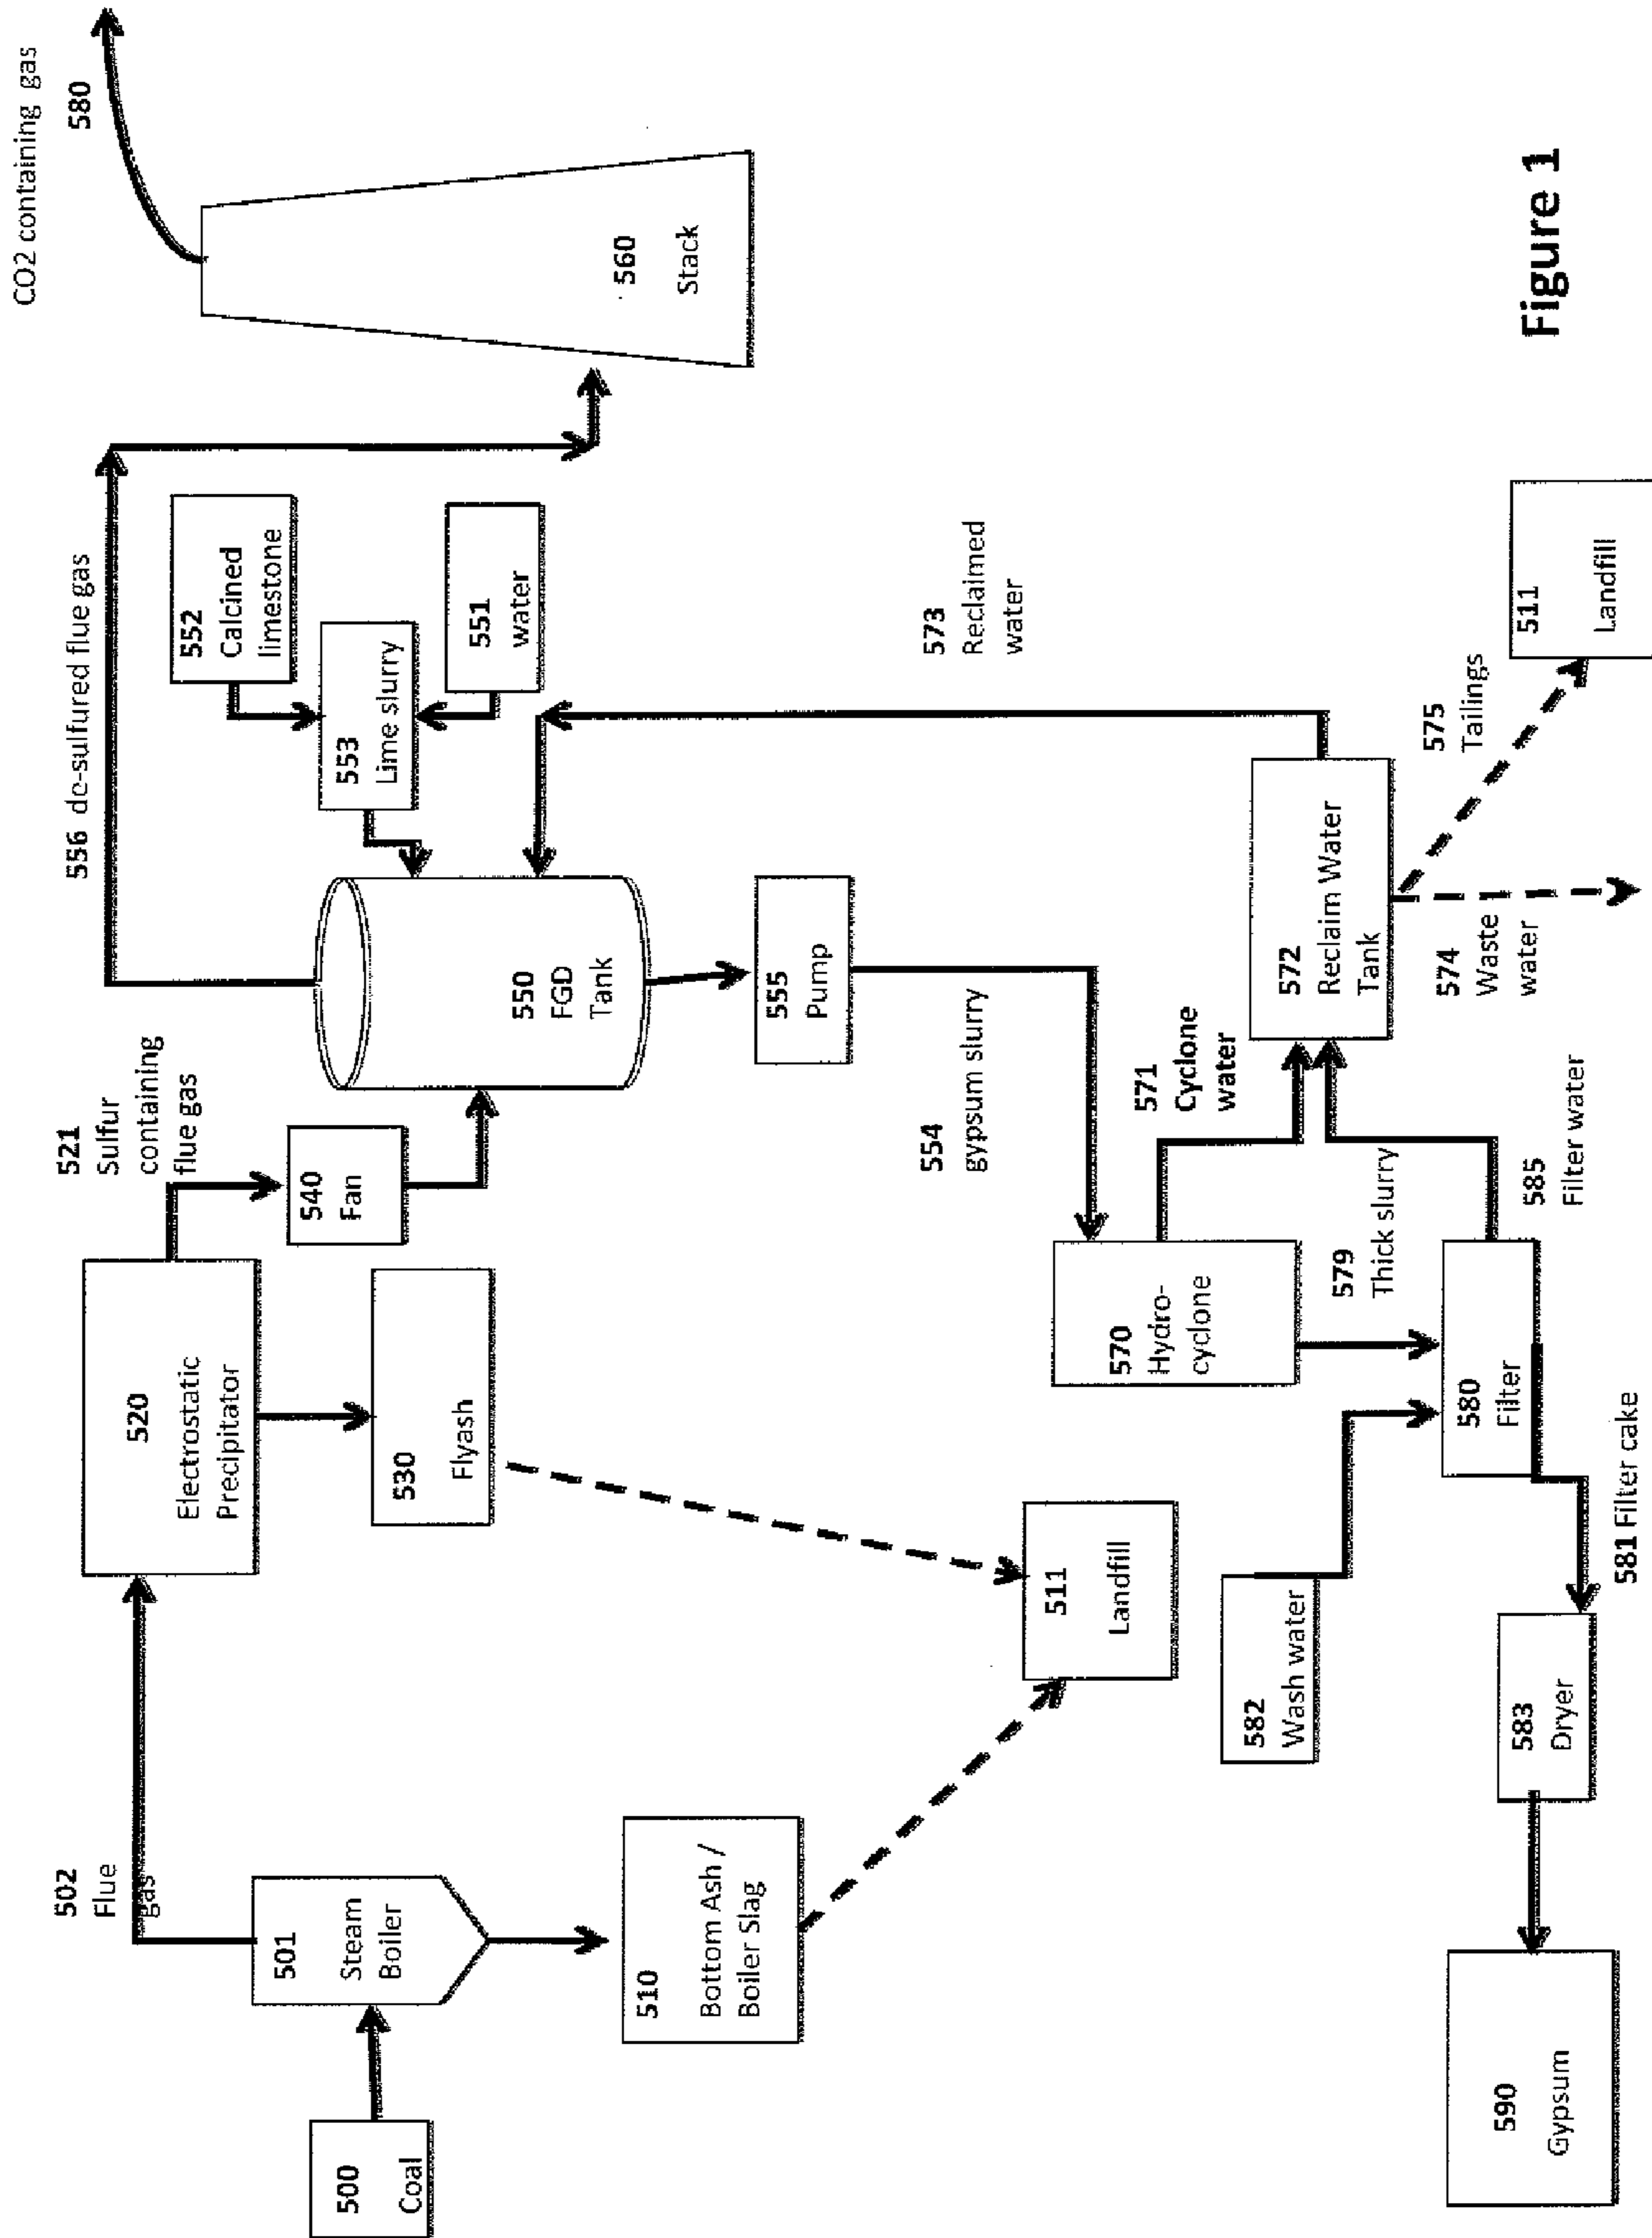 500
Coal
501
Steam
Boiler
502
Flue
gas
510
Bottom Ash /
Boiler Slag
520
Electrostatic
Precipitator
530
Flyash
511
Landfill
521
Sulfur
containing
flue gas
540
Fan
550
FGD
Tank
556 de-sulfured flue gas
552
Calcined
limestone
553
Lime slurry
551
water
560
Stack
CO2 containing gas
580
555
Pump
554
gypsum slurry
573
Reclaimed
water
570
Hydro-
cyclone
571
Cyclone
water
572
Reclaim Water
Tank
575
Tailings
574
Waste
water
511
Landfill
579
Thick slurry
585
Filter water
582
Wash water
580
Filter
581 Filter cake
583
Dryer
590
Gypsum
Figure 1